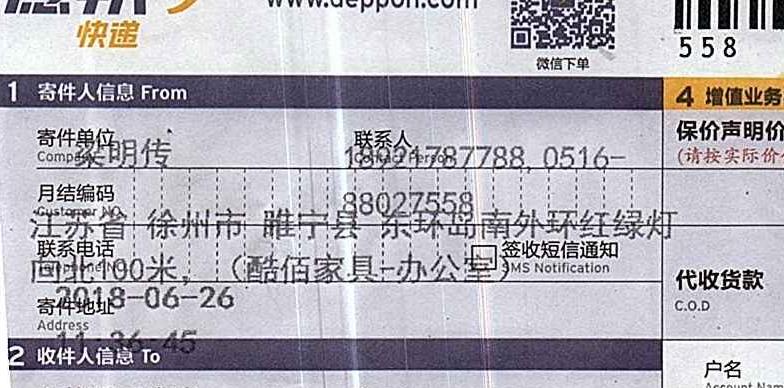 快递
www.deppon.com
微信下单
558
1 寄件人信息 From
4 增值业务
寄件单位
Company
梁明传
联系人
Contact Person
18921787788,0516-
88027558
保价声明价
(请按实际价
月结编码
Customer NO.
江苏省 徐州市 睢宁县 东环岛南外环红绿灯
向北100米，（酷佰家具-办公室）
联系电话
Telephone NO.
签收短信通知
SMS Notification
代收货款
C.O.D
寄件地址
Address
2018-06-26
11:36:45
2 收件人信息 To
户名
Account Name